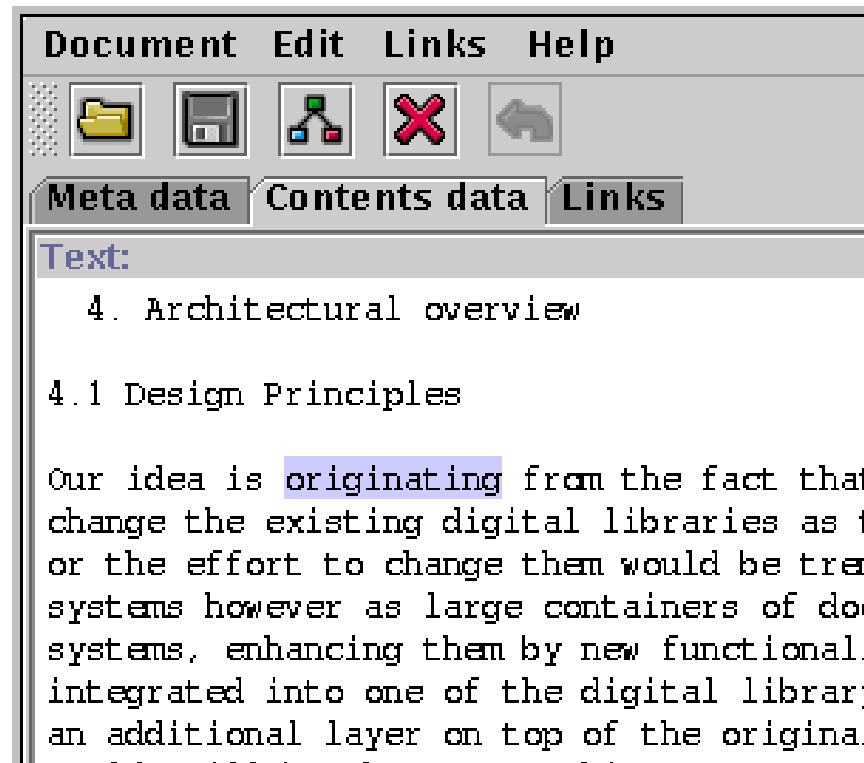 Document Edit Links Help
Meta data Contents data Links
Text:
4. Architectural overview
4.1 Design Principles
Our idea is originating from the fact that
change the existing digital libraries as
or the effort to change them would be
systems however as large containers of
systems, enhancing them by new
integrated into one of the digital
an additional layer on top of the